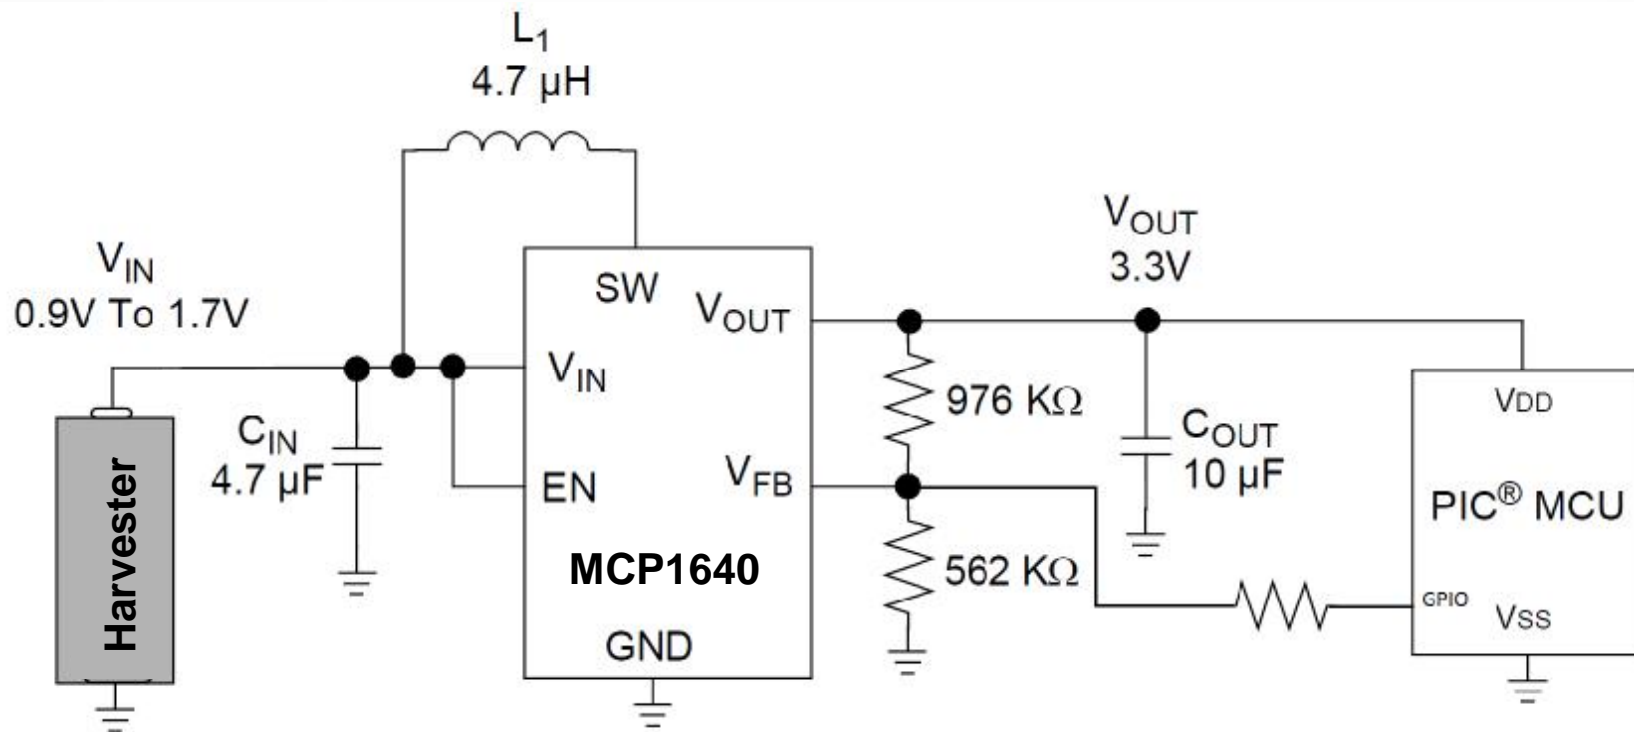 L1
4.7 µH
VIN
0.9V To 1.7V
CIN
4.7 µF
Harvester
SW
VOUT
VIN
EN
VFB
MCP1640
GND
976 KΩ
562 KΩ
VOUT
3.3V
COUT
10 µF
VDD
PIC® MCU
GPIO
VSS